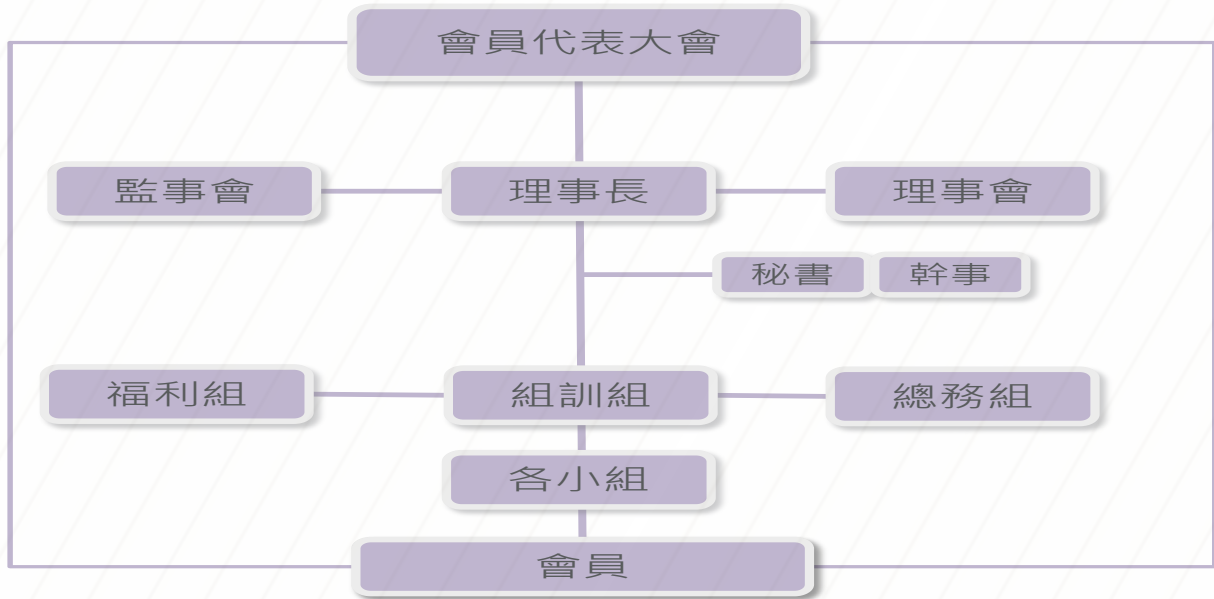 會員代表大會
監事會
理事長
理事會
秘書
幹事
福利組
組訓組
總務組
各小組
會員